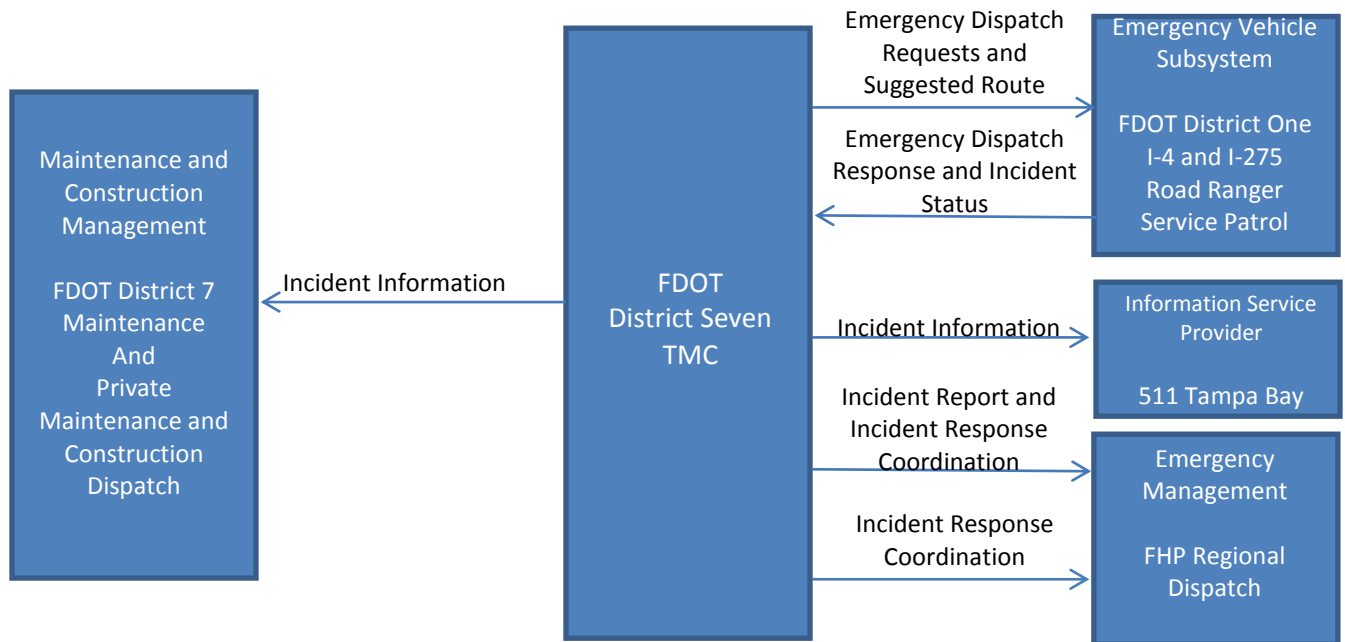 Maintenance and
Construction
Management
FDOT District 7
Maintenance
And
Private
Maintenance and
Construction
Dispatch
Incident Information
FDOT
District Seven
TMC
Emergency Dispatch
Requests and
Suggested Route
Emergency Dispatch
Response and Incident
Status
Incident Information
Incident Report and
Incident Response
Coordination
Incident Response
Coordination
Emergency Vehicle
Subsystem
FDOT District One
I-4 and I-275
Road Ranger
Service Patrol
Information Service
Provider
511 Tampa Bay
Emergency
Management
FHP Regional
Dispatch